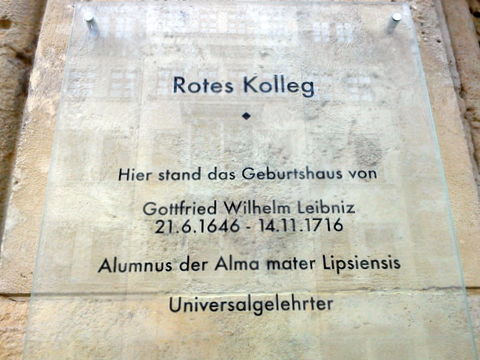 Rotes Kolleg
Hier stand das Geburtshaus von
Gottfried Wilhelm Leibniz
21.6.1646 - 14.11.1716
Alumnus der Alma mater Lipsiensis
Universalgelehrter